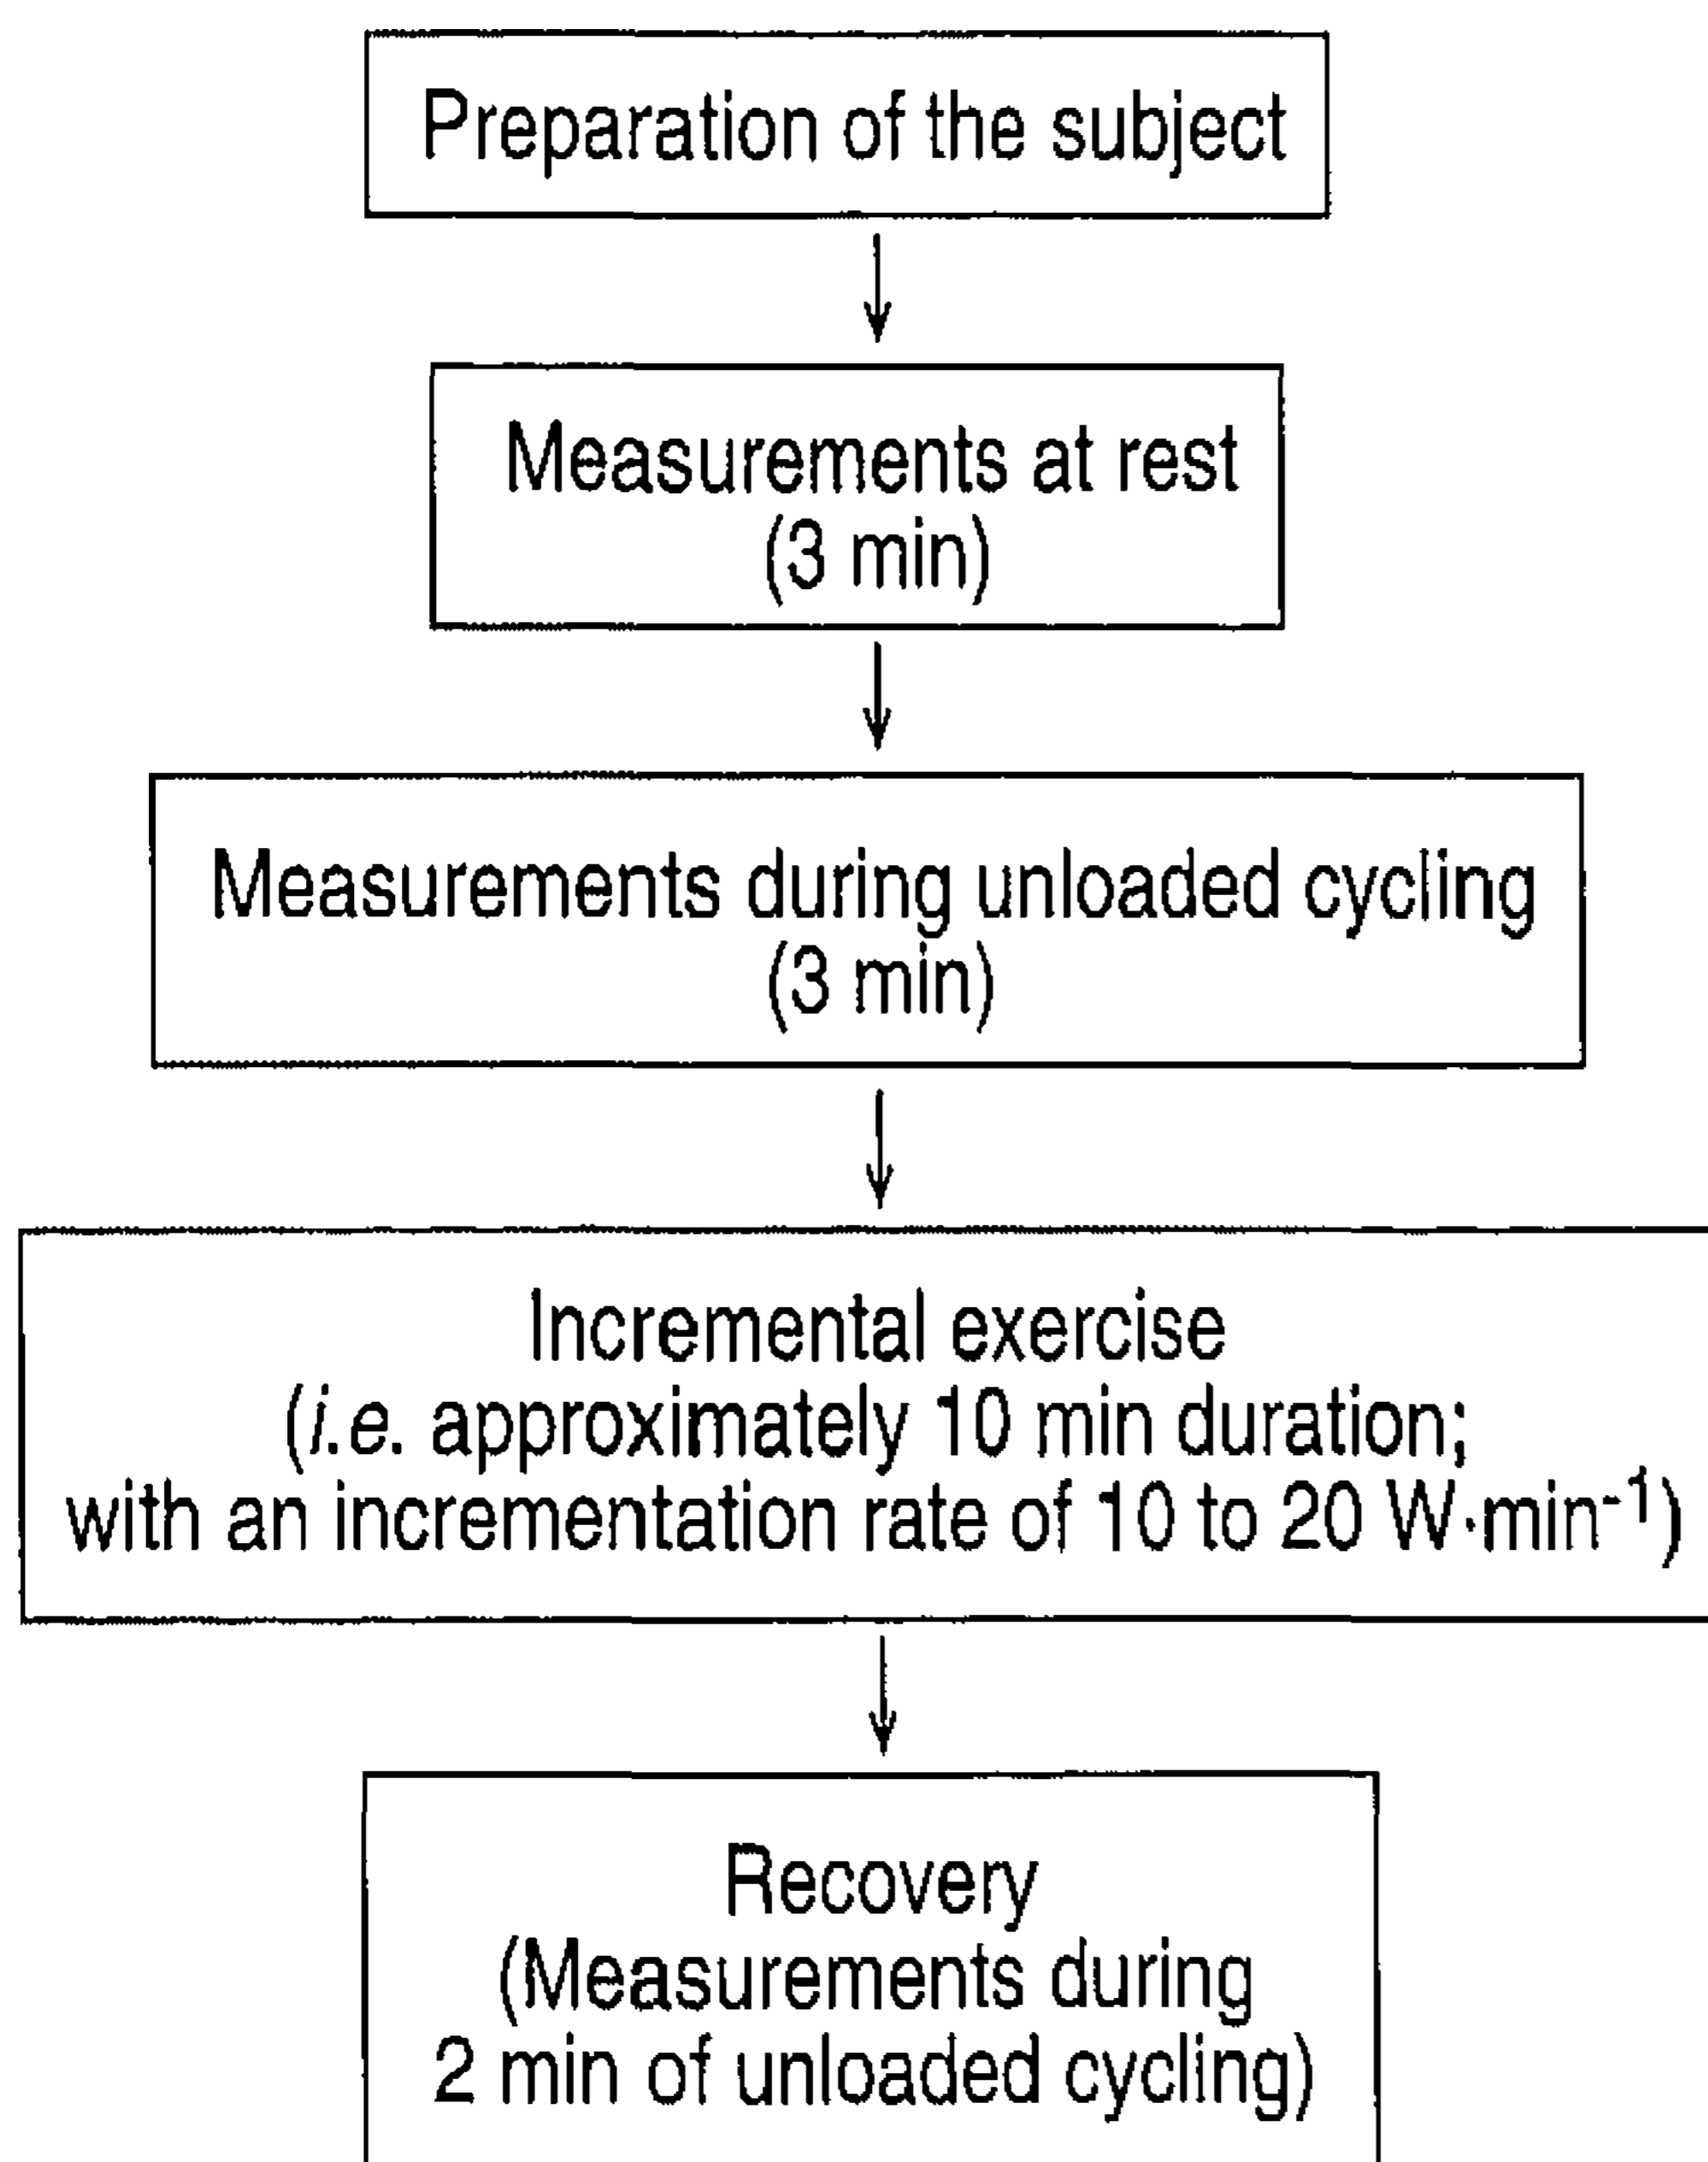 Preparation of the subject
Measurements at rest
(3 min)
Measurements during unloaded cycling
(3 min)
Incremental exercise
(i.e. approximately 10 min duration;
with an incrementation rate of 10 to 20 W·min⁻¹)
Recovery
(Measurements during
2 min of unloaded cycling)